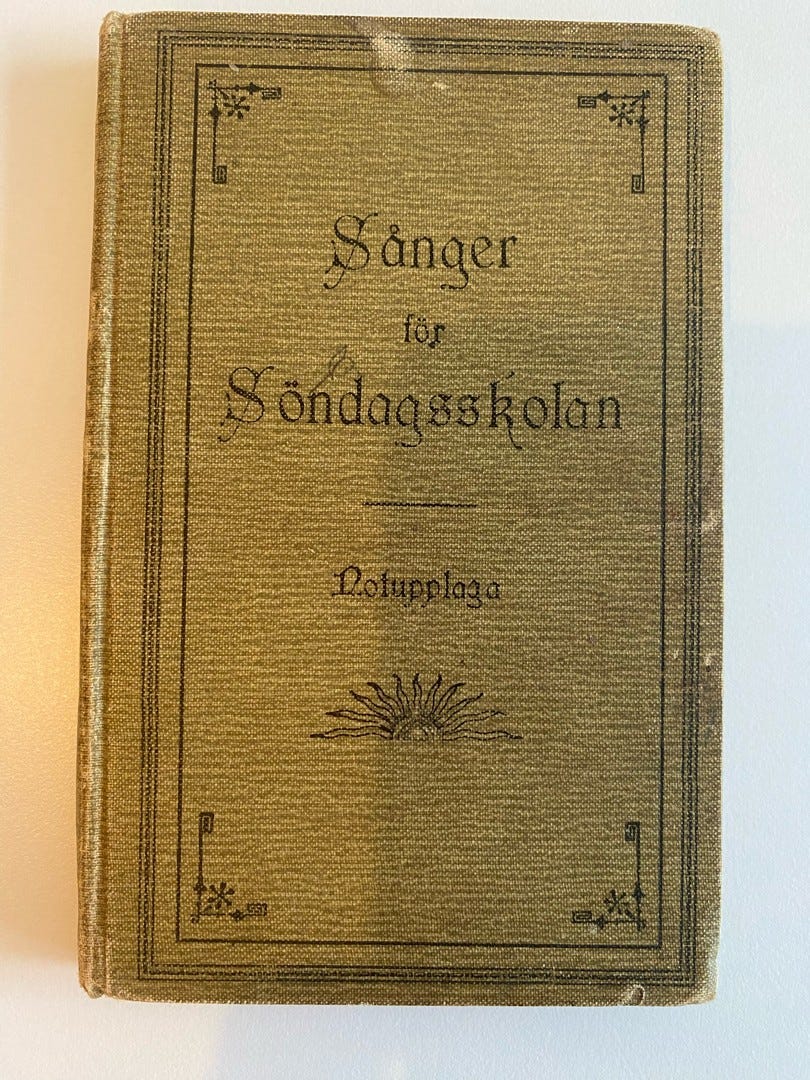 Sånger
för
Söndagsskolan
Notupplaga